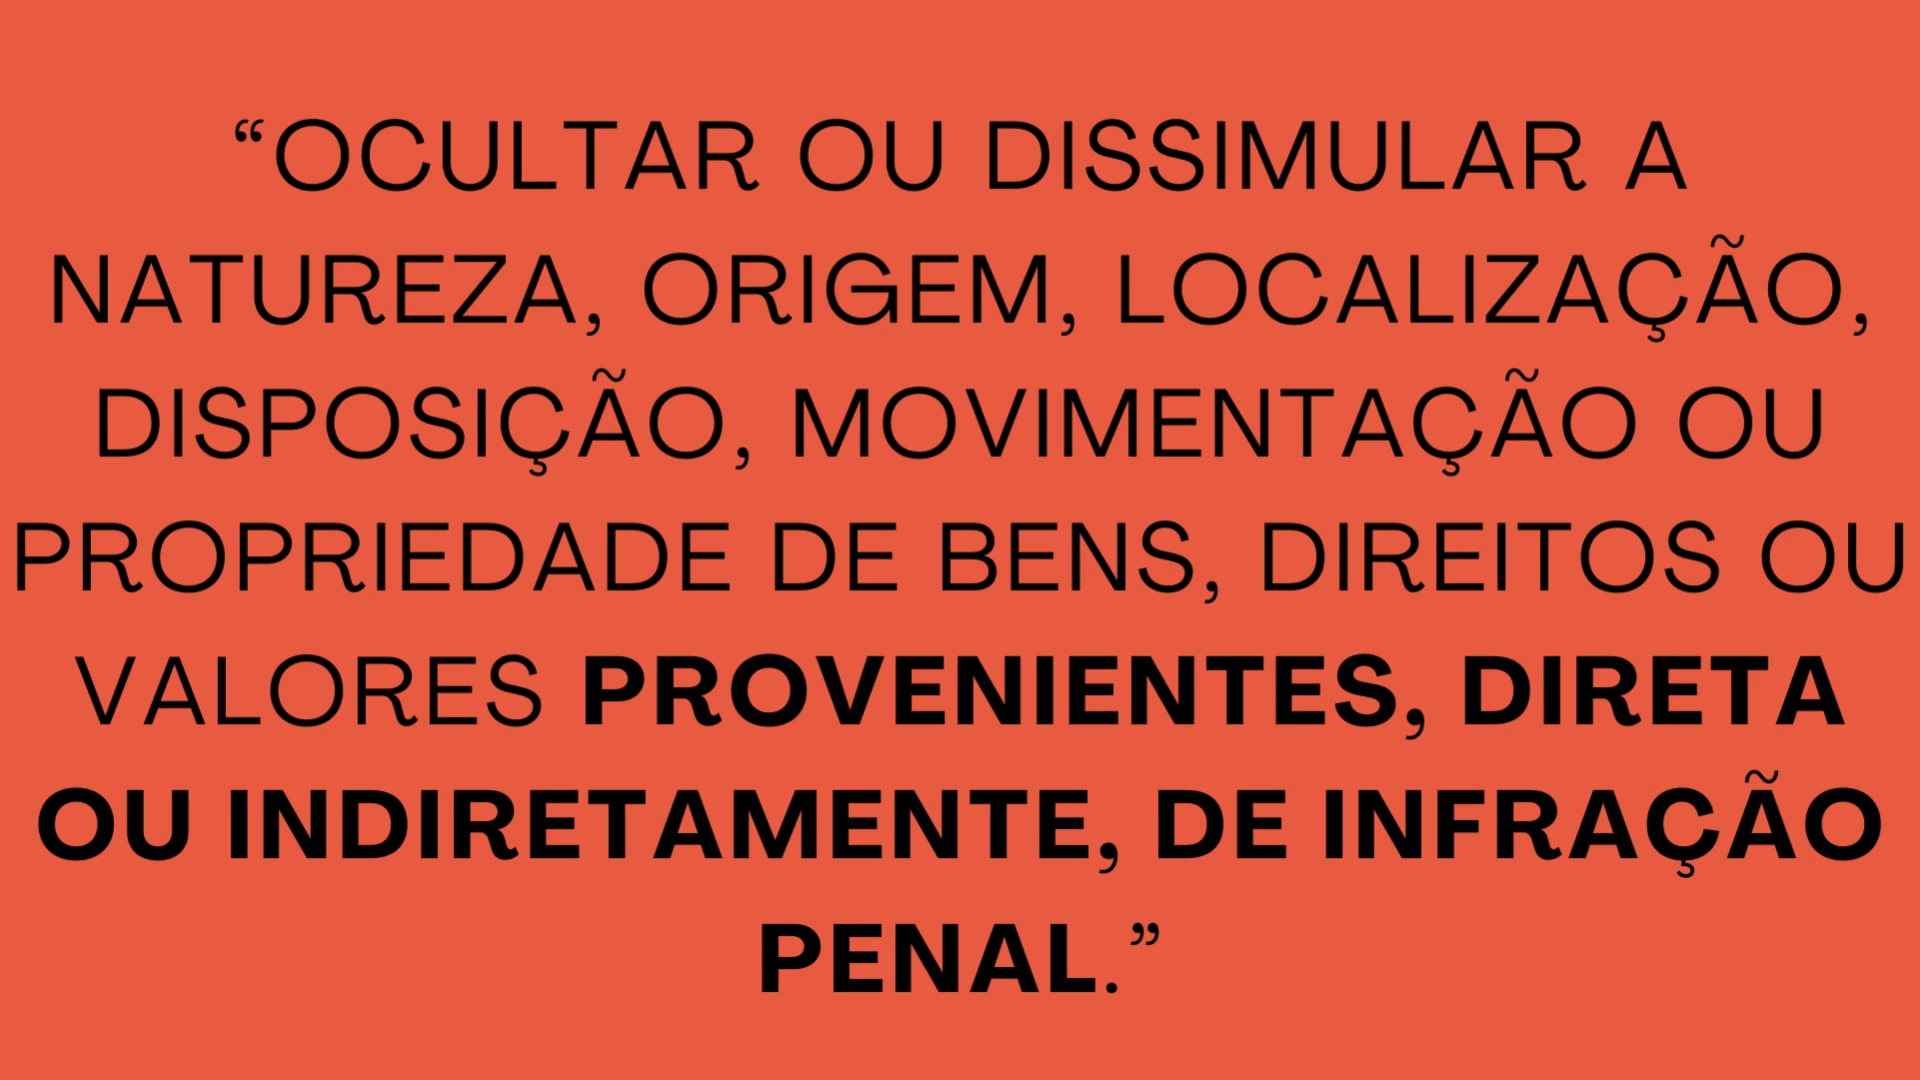 “OCULTAR OU DISSIMULAR A
NATUREZA, ORIGEM, LOCALIZAÇÃO,
DISPOSIÇÃO, MOVIMENTAÇÃO OU
PROPRIEDADE DE BENS, DIREITOS OU
VALORES PROVENIENTES, DIRETA
OU INDIRETAMENTE, DE INFRAÇÃO
PENAL.”